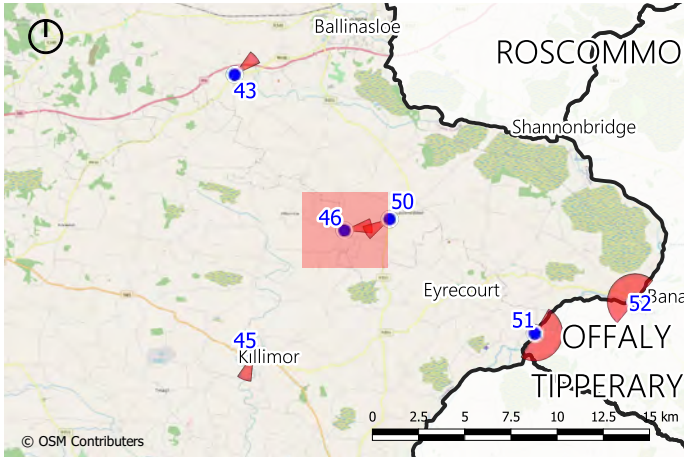 Ballinasloe
ROSCOMMO
43
Shannonbridge
50
46
Eyrecourt
52
Bana
51
OFFALY
45
Killimor
TIPPERARY
0 2.5 5 7.5 10 12.5 15 km
© OSM Contributers